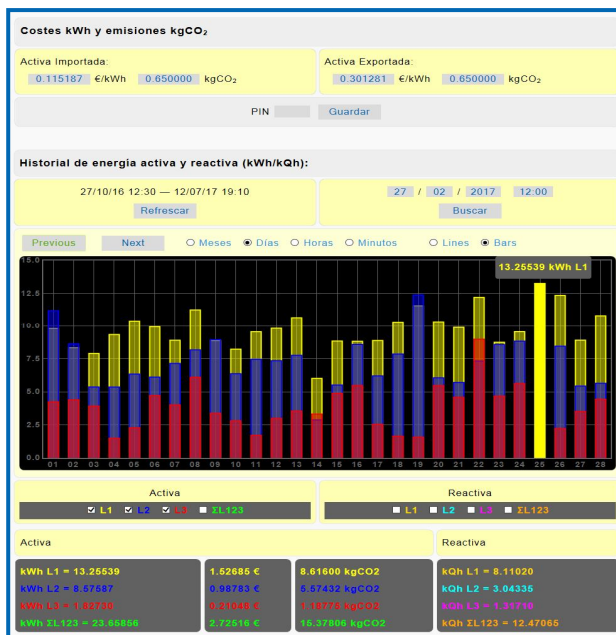 Costes kWh y emisiones kgCO₂
Activa Importada:
0.115187 €/kWh 0.650000 kgCO₂
Activa Exportada:
0.301281 €/kWh 0.650000 kgCO₂
PIN Guardar
Historial de energía activa y reactiva (kWh/kQh):
27/10/16 12:30 — 12/07/17 19:10
Refrescar
27 / 02 / 2017 12:00
Buscar
Previous Next Meses Días Horas Minutos Lines Bars
13.25539 kWh L1
15.0
12.5
10.0
7.5
5.0
2.5
0.0
01 02 03 04 05 06 07 08 09 10 11 12 13 14 15 16 17 18 19 20 21 22 23 24 25 26 27 28
Activa
L1 L2 L3 ΣL123
Reactiva
L1 L2 L3 ΣL123
Activa Reactiva
kWh L1 = 13.25539 1.52685 € 8.61600 kgCO2 kQh L1 = 8.11020
kWh L2 = 8.57587 0.98783 € 5.57432 kgCO2 kQh L2 = 3.04335
kWh L3 = 1.82730 0.21048 € 1.18775 kgCO2 kQh L3 = 1.31710
kWh ΣL123 = 23.65856 2.72516 € 15.37806 kgCO2 kQh ΣL123 = 12.47065